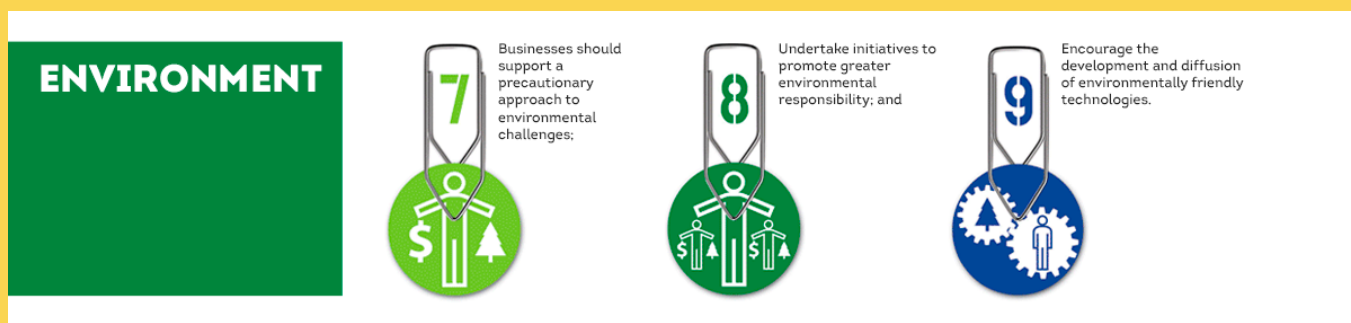 ENVIRONMENT
7
Businesses should
support a
precautionary
approach to
environmental
challenges;
$
8
Undertake initiatives to
promote greater
environmental
responsibility; and
$ $
9
Encourage the
development and diffusion
of environmentally friendly
technologies.